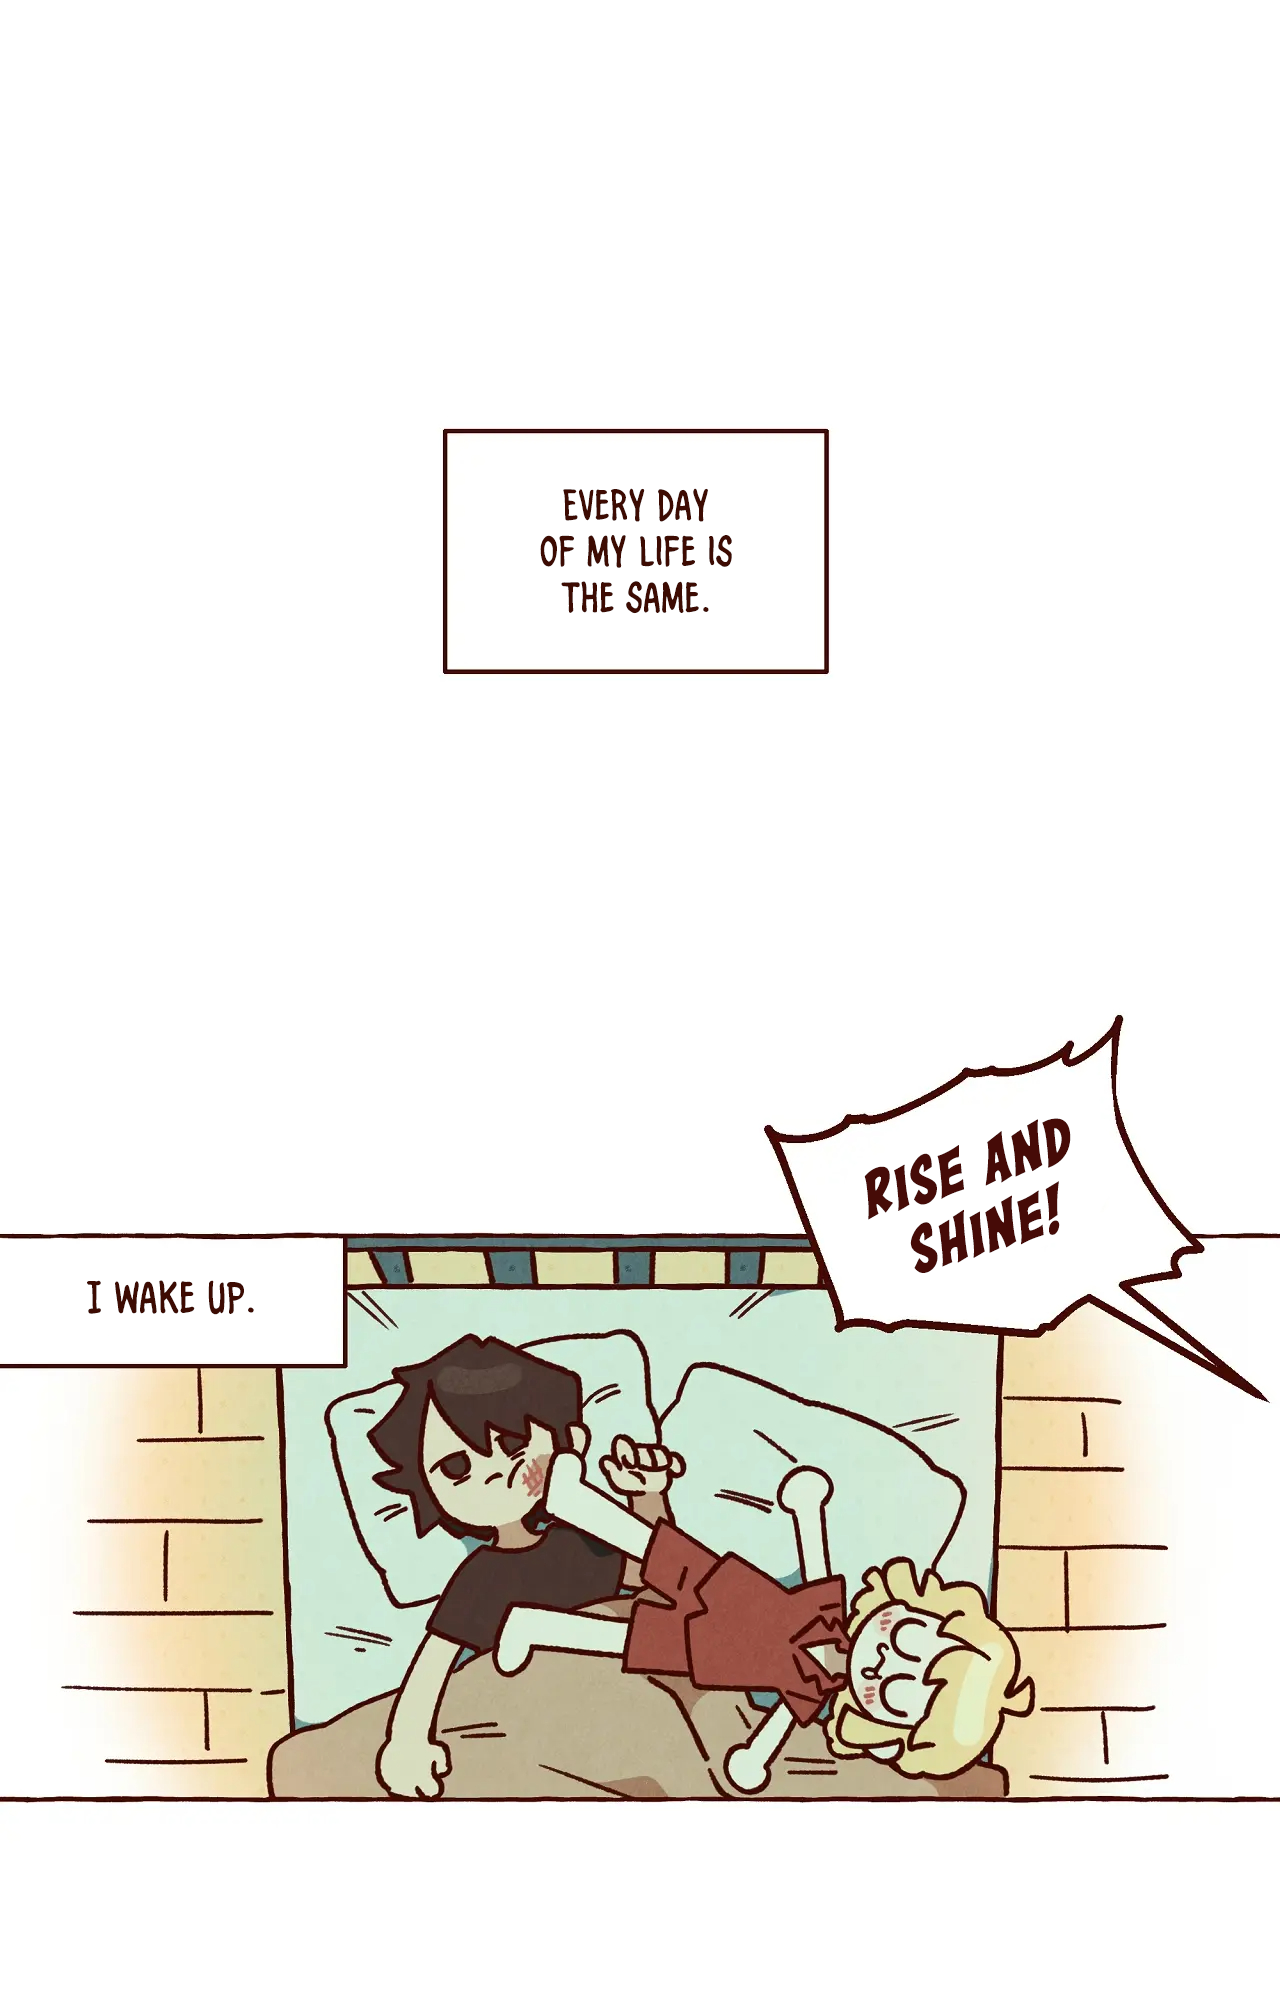 EVERY DAY
OF MY LIFE IS
THE SAME.
RISE AND
SHINE!
I WAKE UP.